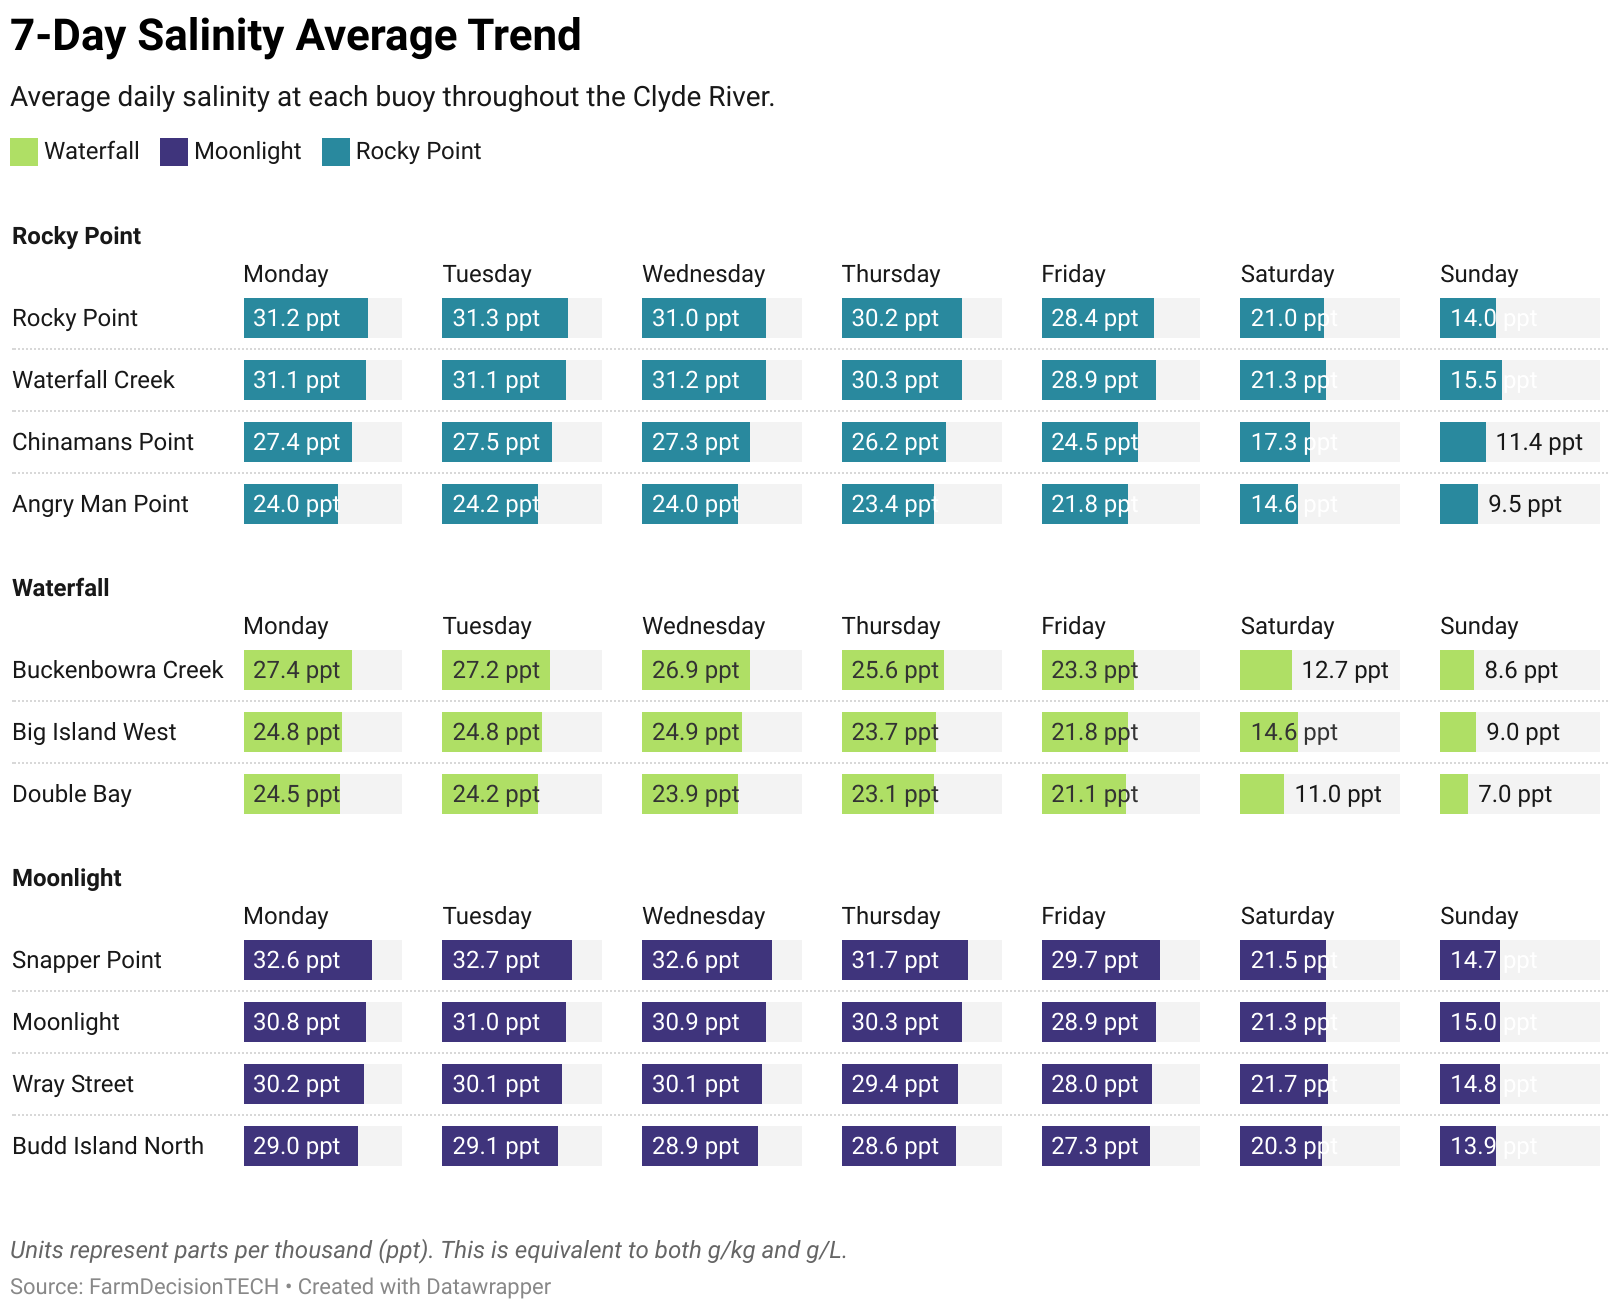 7-Day Salinity Average Trend
Average daily salinity at each buoy throughout the Clyde River.
Waterfall Moonlight Rocky Point
Rocky Point
Monday Tuesday Wednesday Thursday Friday Saturday Sunday
Rocky Point 31.2 ppt 31.3 ppt 31.0 ppt 30.2 ppt 28.4 ppt 21.0 ppt 14.0 ppt
Waterfall Creek 31.1 ppt 31.1 ppt 31.2 ppt 30.3 ppt 28.9 ppt 21.3 ppt 15.5 ppt
Chinamans Point 27.4 ppt 27.5 ppt 27.3 ppt 26.2 ppt 24.5 ppt 17.3 ppt 11.4 ppt
Angry Man Point 24.0 ppt 24.2 ppt 24.0 ppt 23.4 ppt 21.8 ppt 14.6 ppt 9.5 ppt
Waterfall
Monday Tuesday Wednesday Thursday Friday Saturday Sunday
Buckenbowra Creek 27.4 ppt 27.2 ppt 26.9 ppt 25.6 ppt 23.3 ppt 12.7 ppt 8.6 ppt
Big Island West 24.8 ppt 24.8 ppt 24.9 ppt 23.7 ppt 21.8 ppt 14.6 ppt 9.0 ppt
Double Bay 24.5 ppt 24.2 ppt 23.9 ppt 23.1 ppt 21.1 ppt 11.0 ppt 7.0 ppt
Moonlight
Monday Tuesday Wednesday Thursday Friday Saturday Sunday
Snapper Point 32.6 ppt 32.7 ppt 32.6 ppt 31.7 ppt 29.7 ppt 21.5 ppt 14.7 ppt
Moonlight 30.8 ppt 31.0 ppt 30.9 ppt 30.3 ppt 28.9 ppt 21.3 ppt 15.0 ppt
Wray Street 30.2 ppt 30.1 ppt 30.1 ppt 29.4 ppt 28.0 ppt 21.7 ppt 14.8 ppt
Budd Island North 29.0 ppt 29.1 ppt 28.9 ppt 28.6 ppt 27.3 ppt 20.3 ppt 13.9 ppt
Units represent parts per thousand (ppt). This is equivalent to both g/kg and g/L.
Source: FarmDecisionTECH • Created with Datawrapper